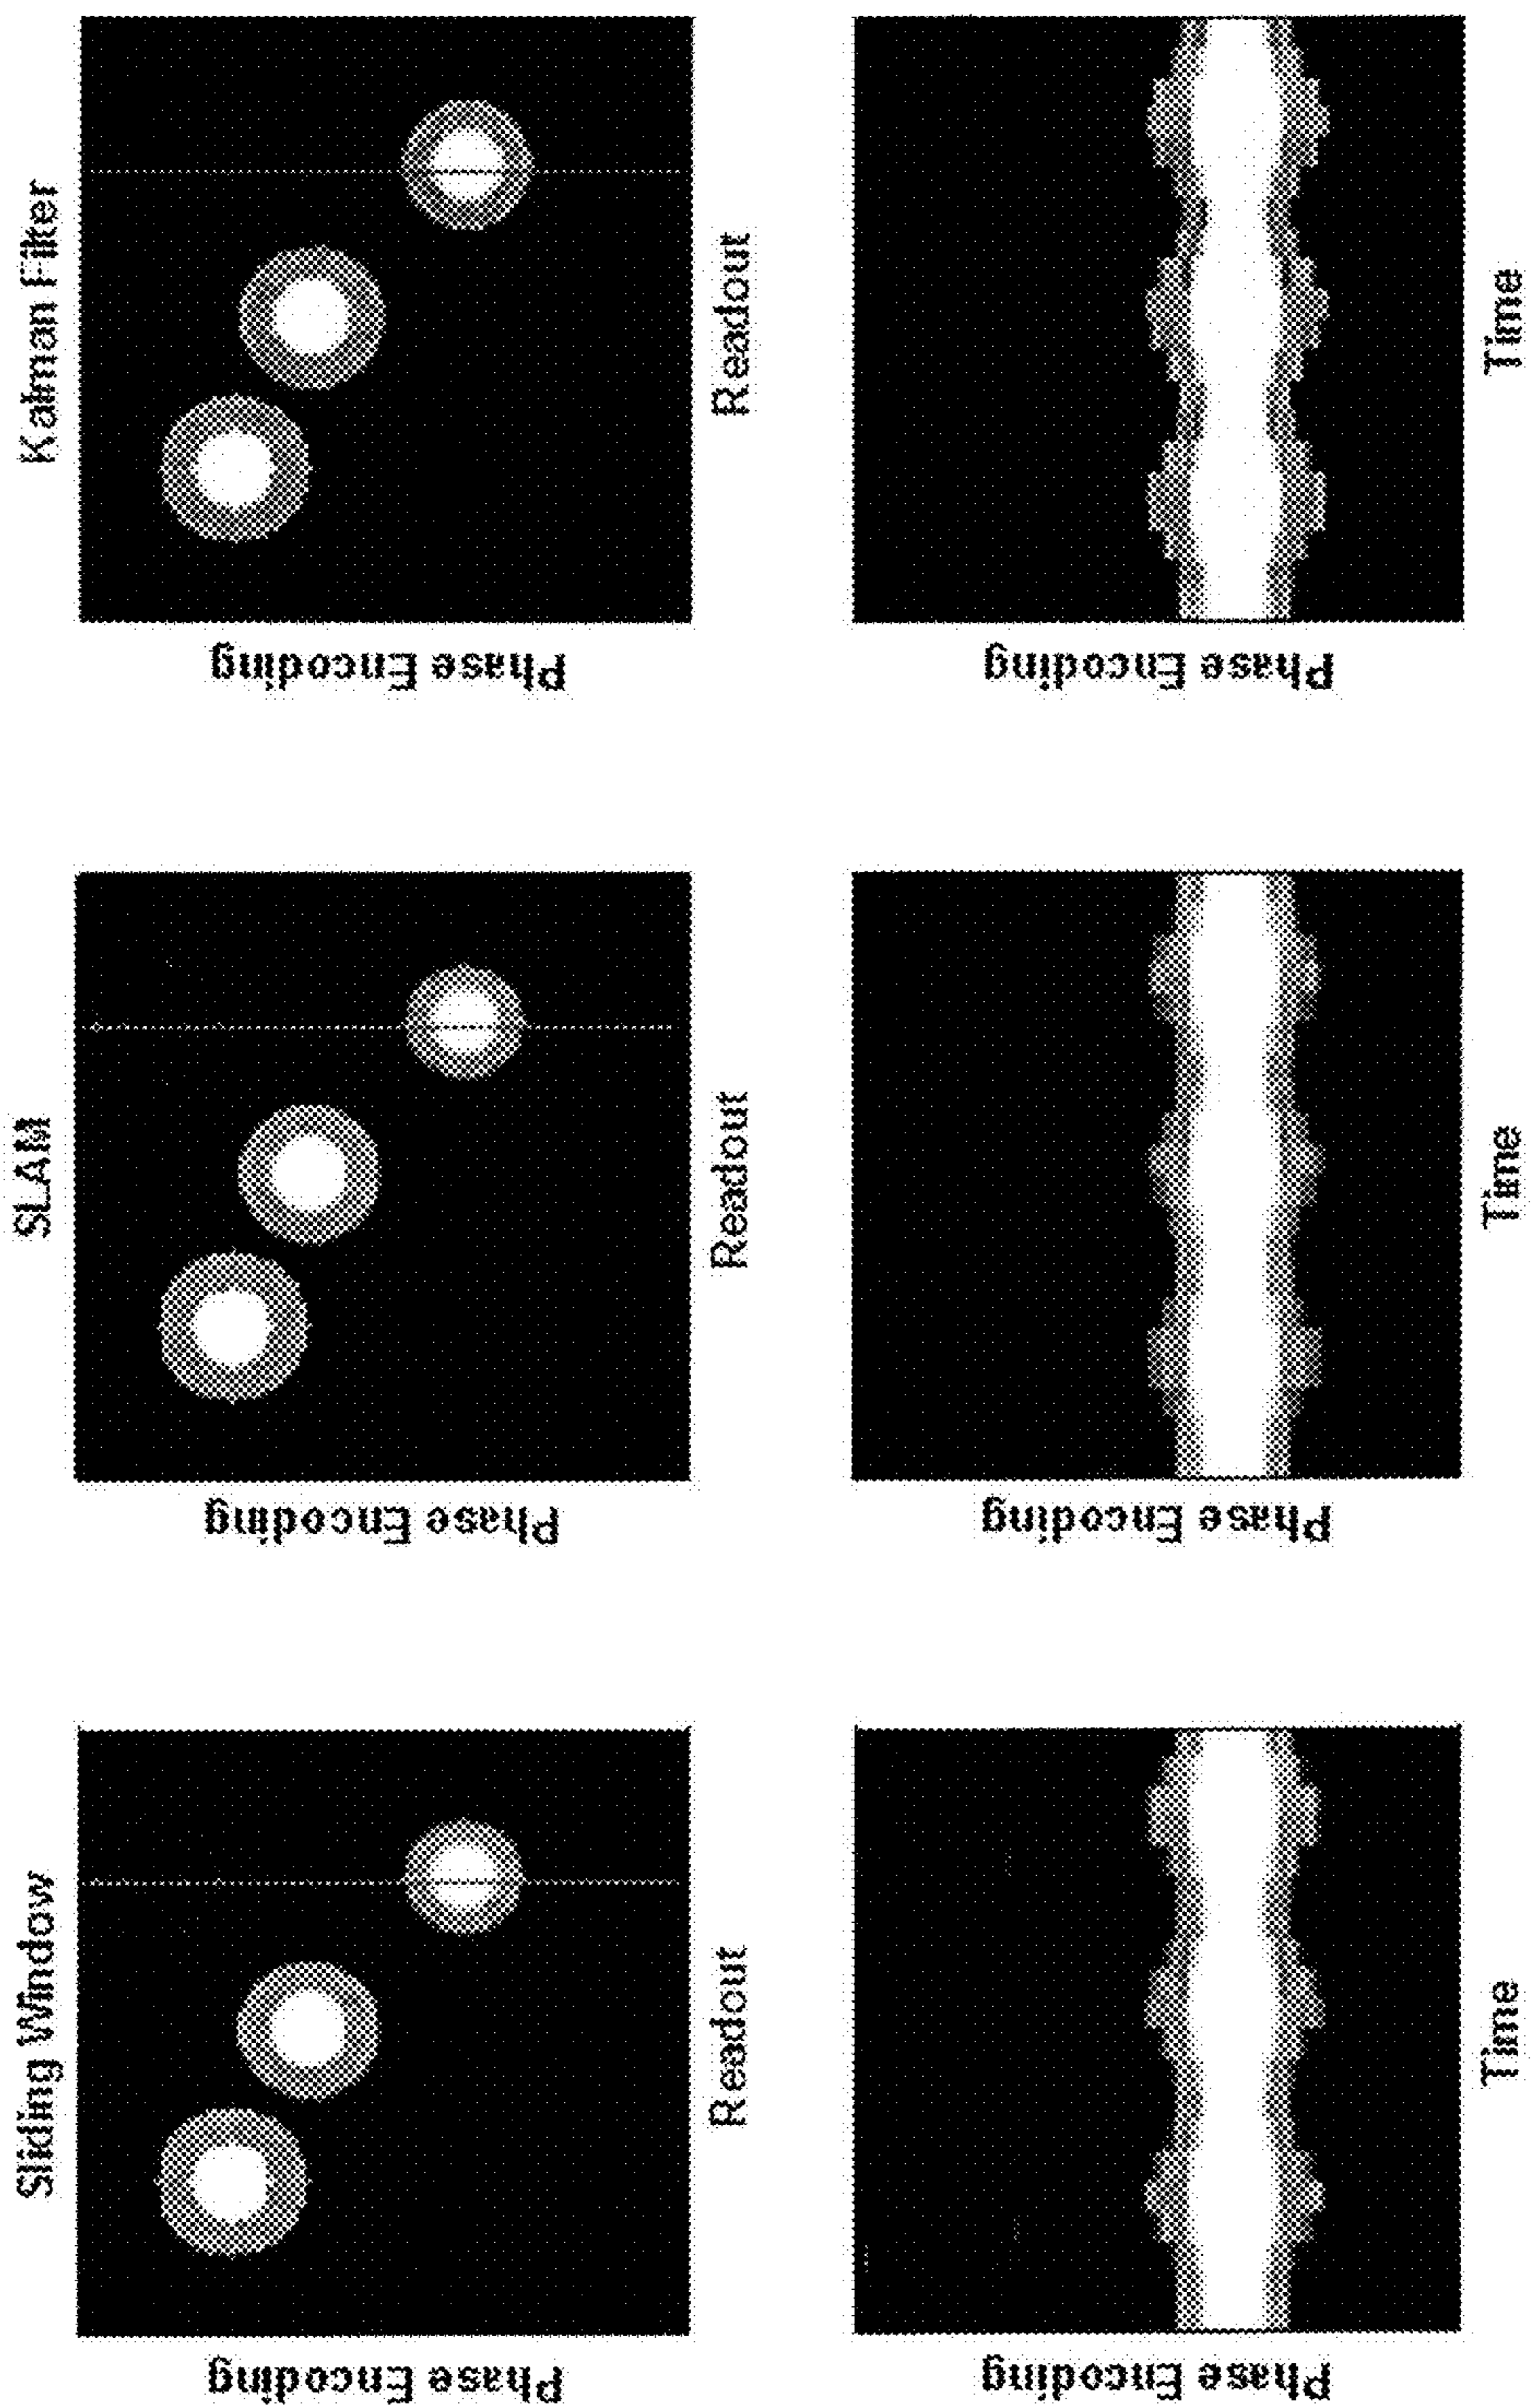 Sliding Window
SLAM
Kalman Filter
Phase Encoding
Phase Encoding
Phase Encoding
Readout
Readout
Readout
Phase Encoding
Phase Encoding
Phase Encoding
Time
Time
Time